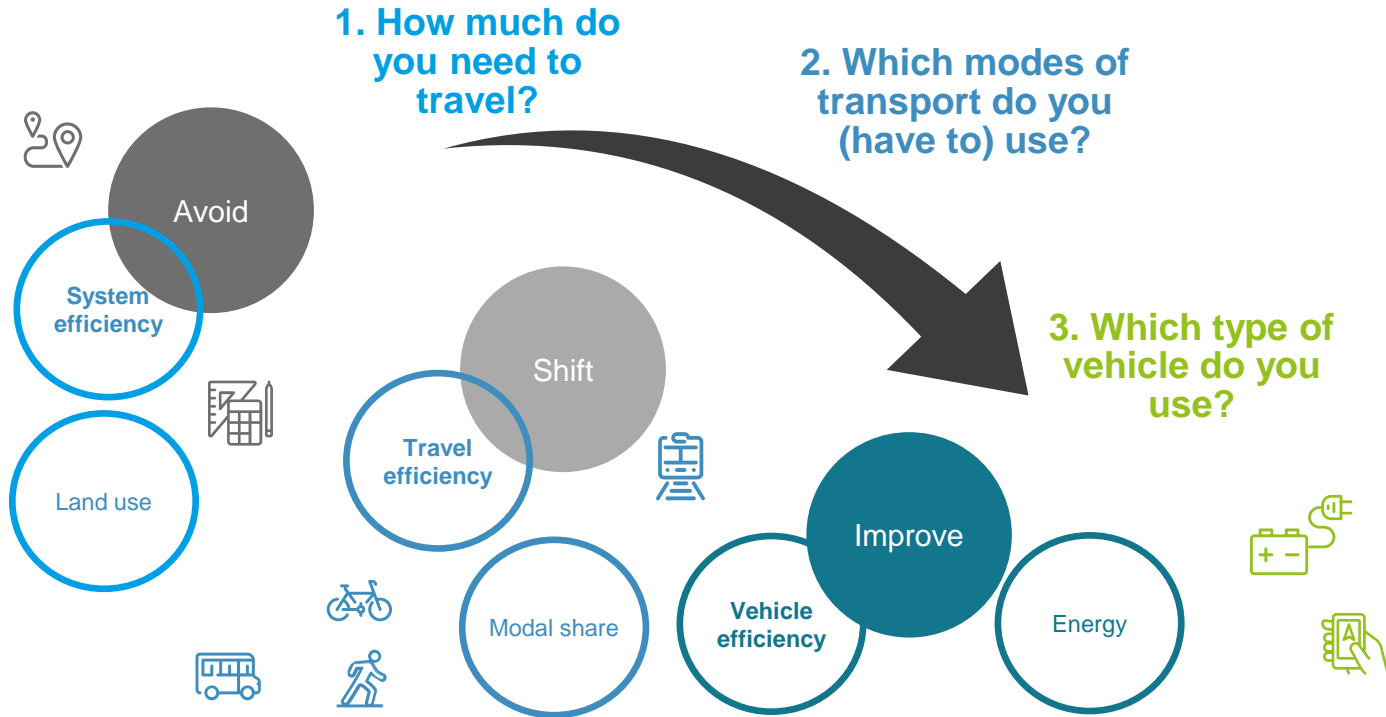 1. How much do
you need to
travel?
2. Which modes of
transport do you
(have to) use?
Avoid
System
efficiency
Land use
Shift
Travel
efficiency
Modal share
3. Which type of
vehicle do you
use?
Improve
Vehicle
efficiency
Energy